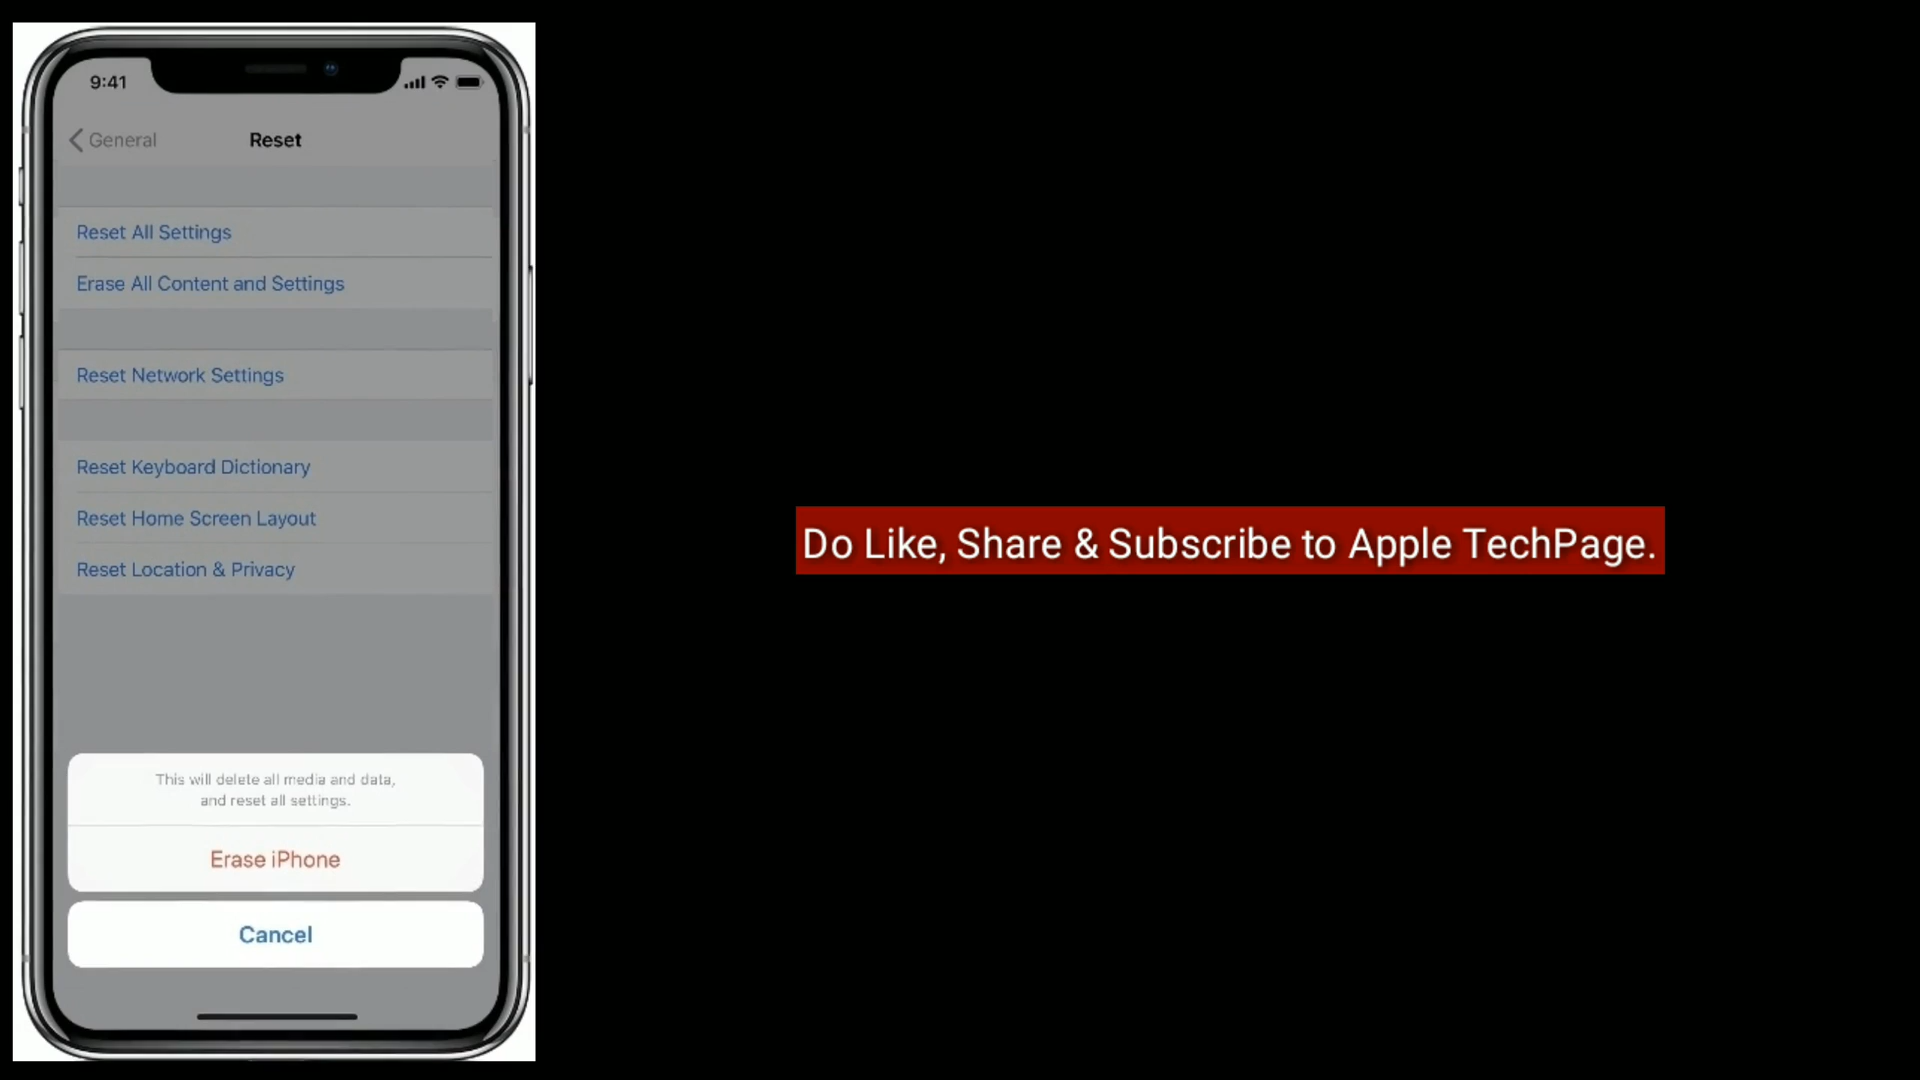 9:41
General
Reset
Reset All Settings
Erase All Content and Settings
Reset Network Settings
Reset Keyboard Dictionary
Reset Home Screen Layout
Reset Location & Privacy
This will delete all media and data,
and reset all settings.
Erase iPhone
Cancel
Do Like, Share & Subscribe to Apple TechPage.